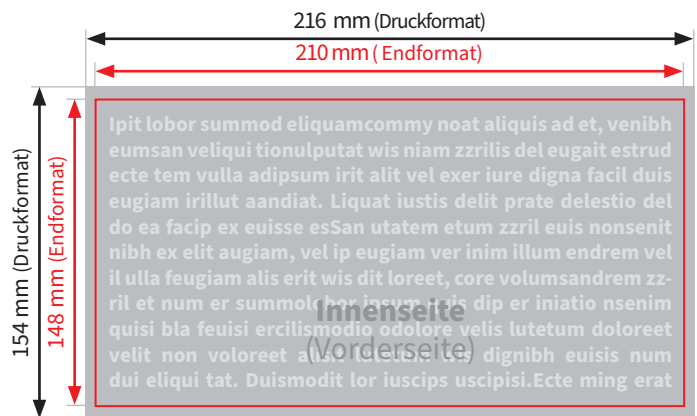 216 mm (Druckformat)
210 mm ( Endformat)
154 mm (Druckformat)
148 mm (Endformat)
Ipit lobor summod eliquamcommy noat aliquis ad et, venibh
eumsan veliqui tionulputat wis niam zzrilis del eugait estrud
ecte tem vulla adipsum irit alit vel exer iure digna facil duis
eugiam irillut aandiat. Liquat iustis delit prate delestio del
do ea facip ex euisse esSan utatem etum zzril euis nonsenit
nibh ex elit augiam, vel ip eugiam ver inim illum endrem vel
il ulla feugiam alis erit wis dit loreet, con volumsandrem zz-
ril et num er summolobor ipsum quis dip er iniatio nsenim
Innenseite
quisi bla feuisi ercilismodio odolore velis lutetum doloreet
(Vorderseite)
velit non voloreet dignibh euisis num
dui eliqui tat. Duismodit lor iuscips uscipisi.Ecte ming erat